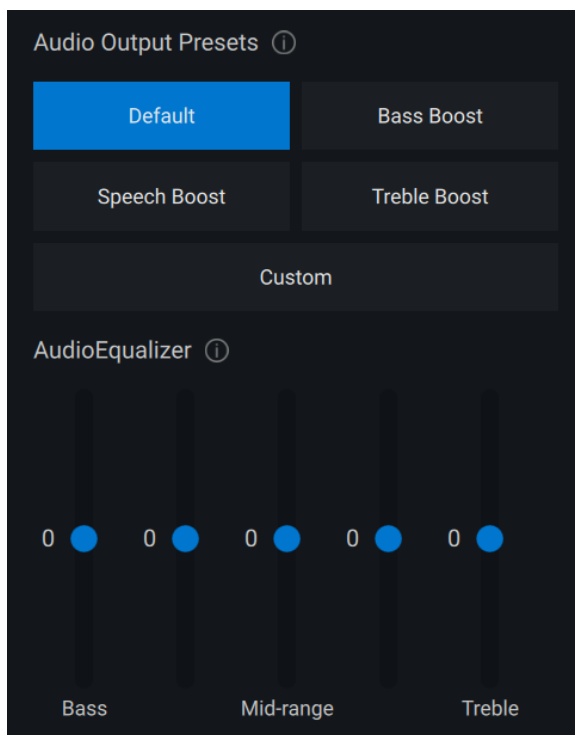 Audio Output Presets
Default
Bass Boost
Speech Boost
Treble Boost
Custom
AudioEqualizer
0 0 0 0 0
Bass Mid-range Treble